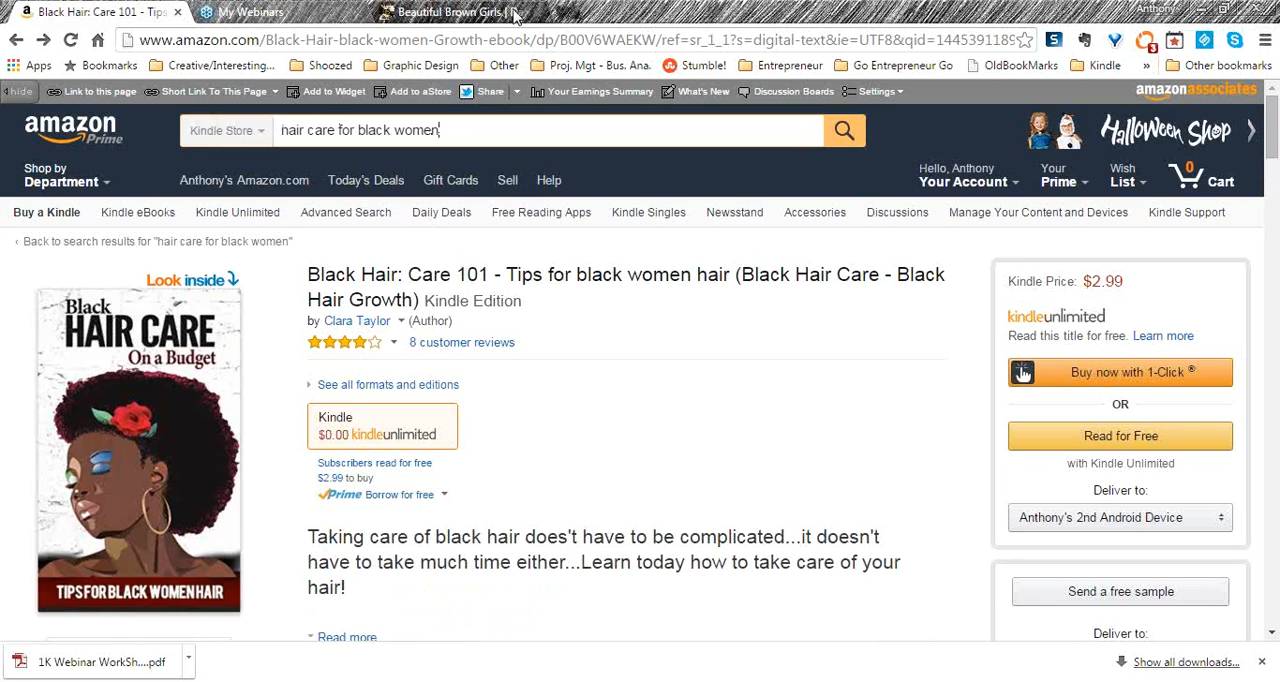 Black Hair: Care 101 - Tips
My Webinars
Beautiful Brown Girls |
Anthony
www.amazon.com/Black-Hair-black-women-Growth-ebook/dp/B00V6WAEKW/ref=sr_1_1?s=digital-text&ie=UTF8&qid=1445391189
Apps Bookmarks Creative/Interesting... Shoozed Graphic Design Other Proj. Mgt - Bus. Ana. Stumble! Entrepreneur Go Entrepreneur Go OldBookMarks Kindle » Other bookmarks
hide Link to this page Short Link To This Page Add to Widget Add to aStore Share Your Earnings Summary What's New Discussion Boards Settings amazonassociates
amazon Prime
Kindle Store hair care for black women
Halloween Shop
Shop by Department
Anthony's Amazon.com Today's Deals Gift Cards Sell Help
Hello, Anthony Your Account
Your Prime
Wish List
0 Cart
Buy a Kindle Kindle eBooks Kindle Unlimited Advanced Search Daily Deals Free Reading Apps Kindle Singles Newsstand Accessories Discussions Manage Your Content and Devices Kindle Support
‹ Back to search results for "hair care for black women"
Look inside
Black
HAIR CARE
On a Budget
TIPS FOR BLACK WOMEN HAIR
Black Hair: Care 101 - Tips for black women hair (Black Hair Care - Black
Hair Growth) Kindle Edition
by Clara Taylor (Author)
8 customer reviews
See all formats and editions
Kindle
$0.00 kindleunlimited
Subscribers read for free
$2.99 to buy
Prime Borrow for free
Taking care of black hair does't have to be complicated...it doesn't
have to take much time either...Learn today how to take care of your
hair!
Read more
Kindle Price: $2.99
kindleunlimited
Read this title for free. Learn more
Buy now with 1-Click ®
OR
Read for Free
with Kindle Unlimited
Deliver to:
Anthony's 2nd Android Device
Send a free sample
Deliver to:
1K Webinar WorkSh....pdf
Show all downloads...